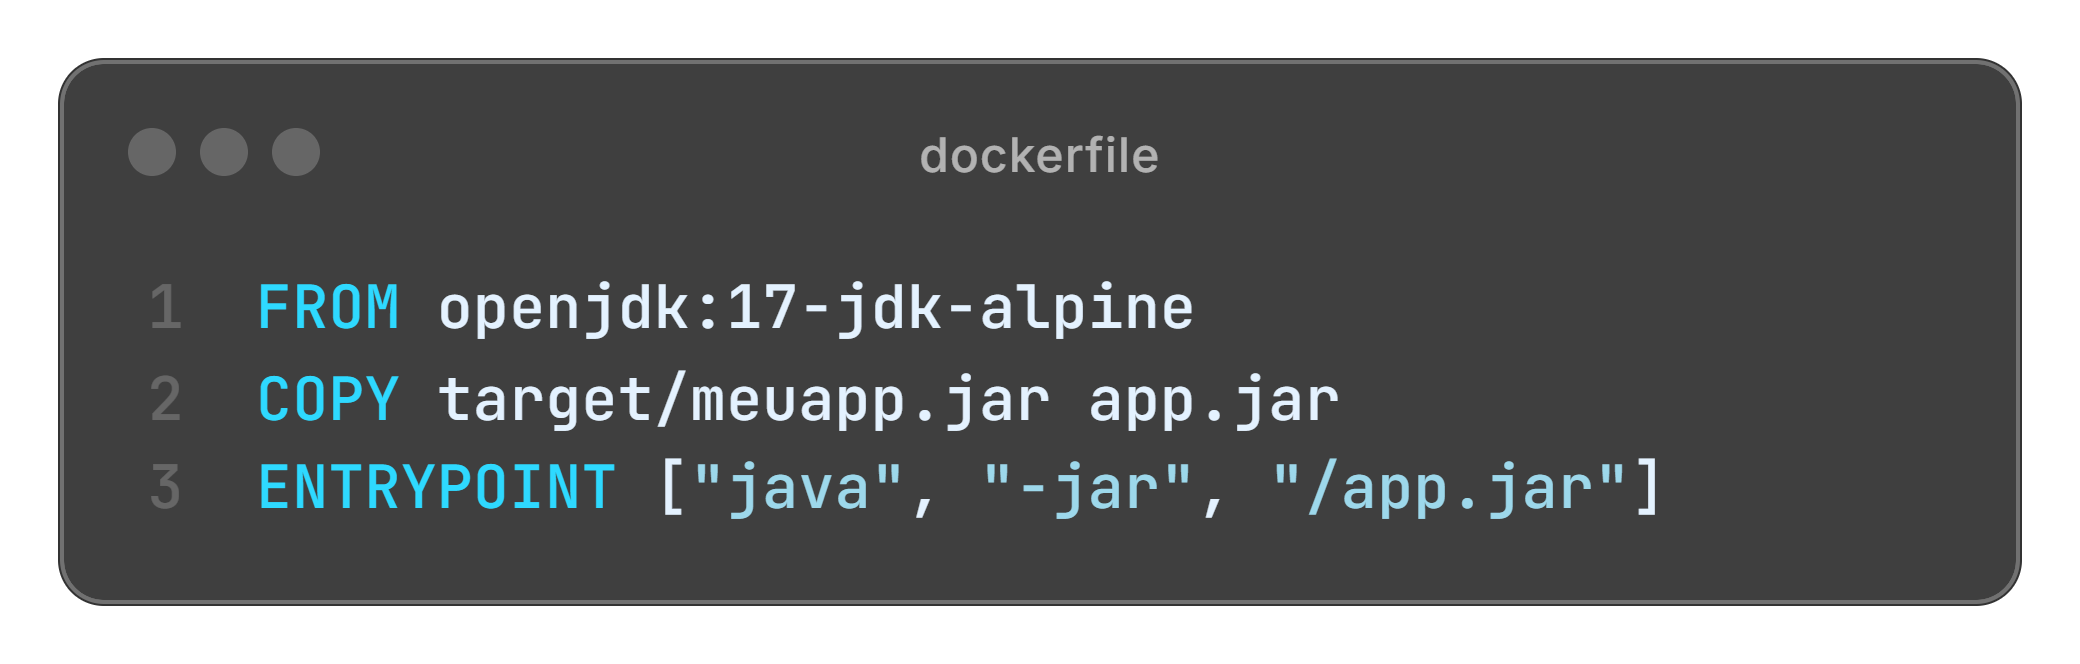 dockerfile
1 FROM openjdk:17-jdk-alpine
2 COPY target/meuapp.jar app.jar
3 ENTRYPOINT ["java", "-jar", "/app.jar"]